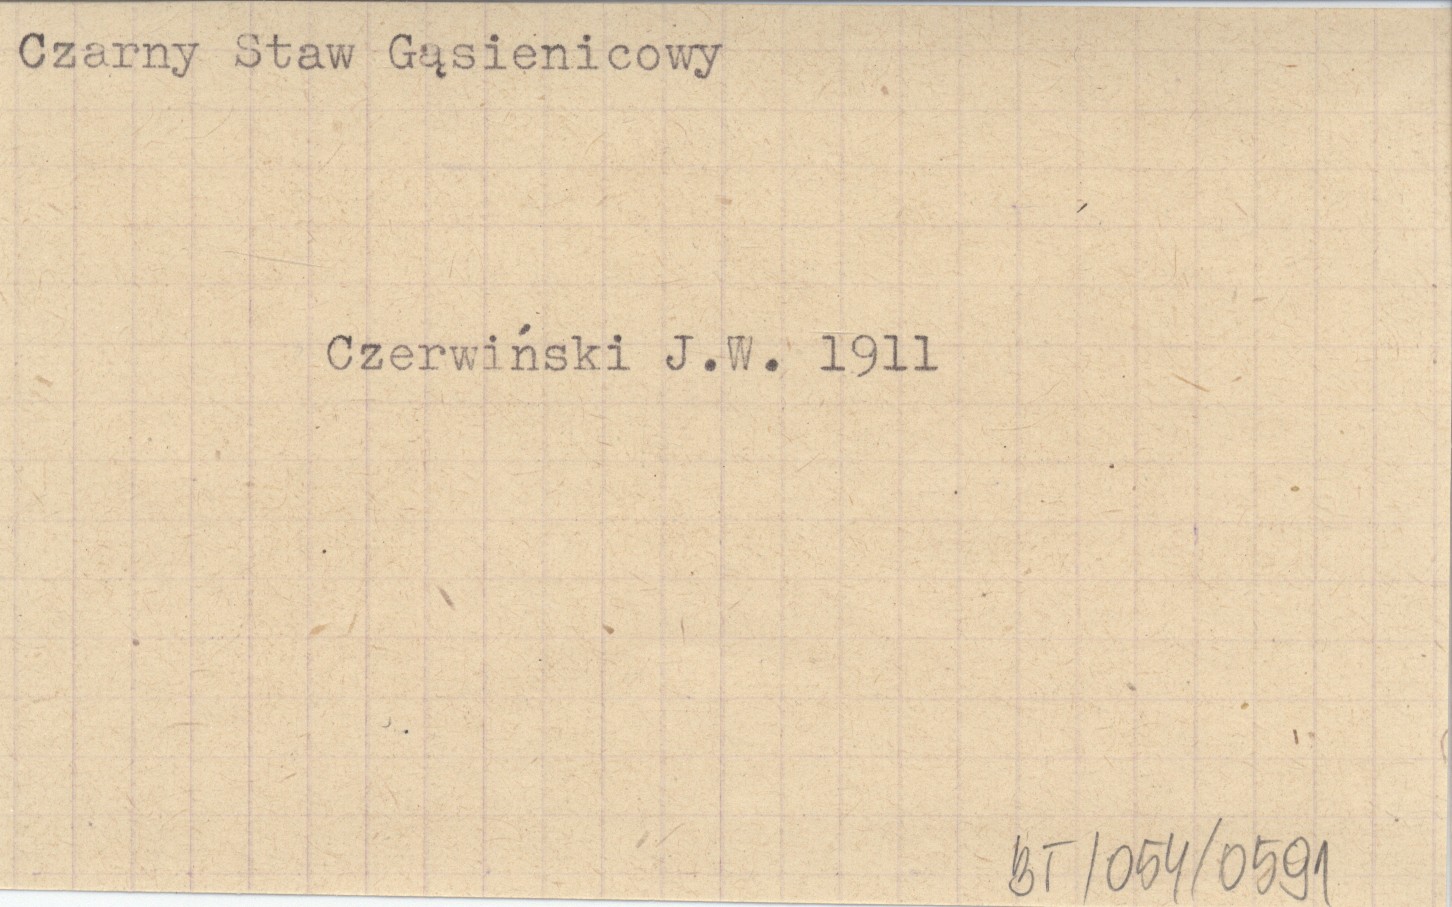 Czarny Staw Gąsienicowy
Czerwiński J.W. 1911
BT/054/0591